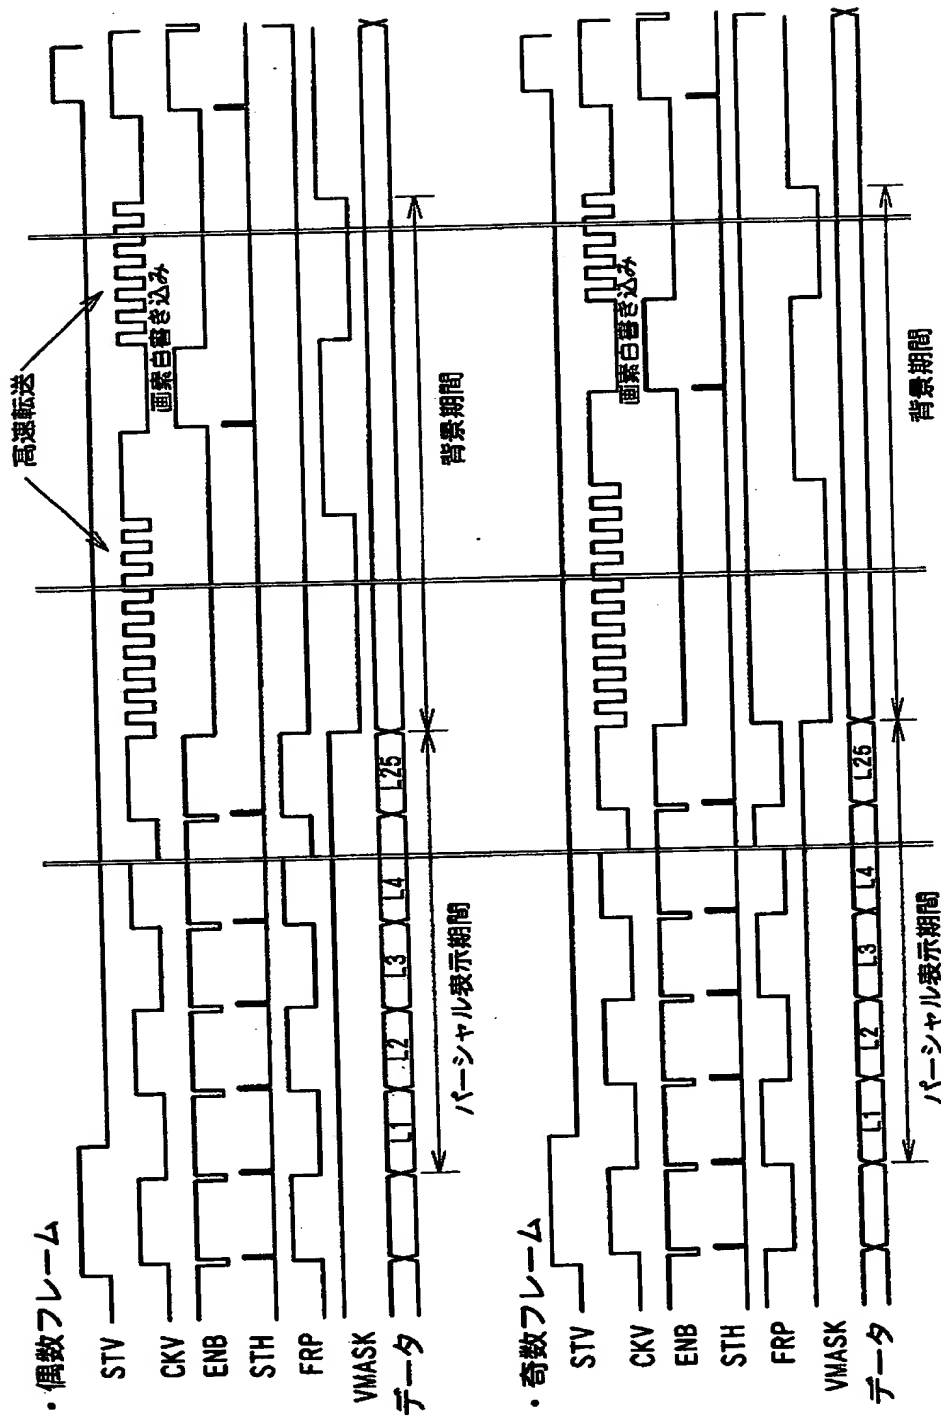 ・偶数フレーム
STV
CKV
ENB
STH
FRP
VMASK
データ
高速転送
画素白書き込み
L1
L2
L3
L4
L25
パーシャル表示期間
背景期間
・奇数フレーム
STV
CKV
ENB
STH
FRP
VMASK
データ
画素白書き込み
L1
L2
L3
L4
L25
パーシャル表示期間
背景期間